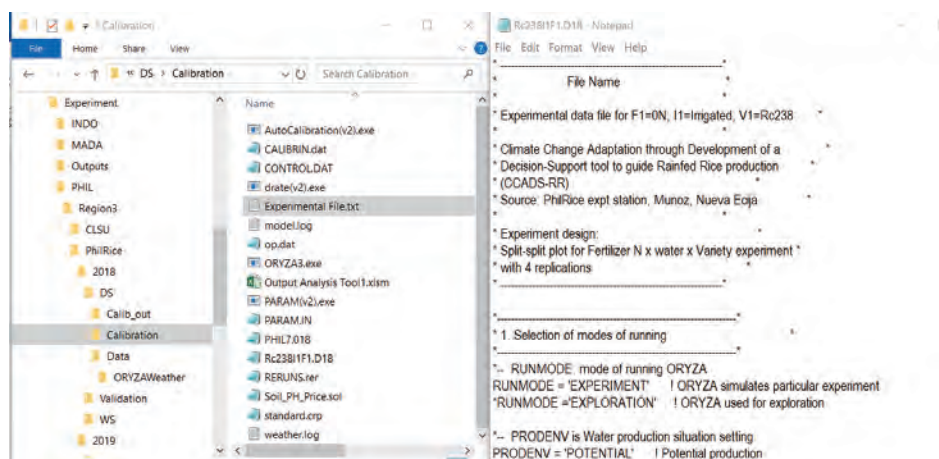 Calibration
File Home Share View
« DS › Calibration
Search Calibration
Experiment
INDO
MADA
Outputs
PHIL
Region3
CLSU
PhilRice
2018
DS
Calib_out
Calibration
Data
ORYZAWeather
Validation
WS
2019
Name
AutoCalibration(v2).exe
CALIBRIN.dat
CONTROL.DAT
drate(v2).exe
Experimental File.txt
model.log
op.dat
ORYZA3.exe
Output Analysis Tool1.xlsm
PARAM(v2).exe
PARAM.IN
PHIL7.018
Rc238I1F1.D18
RERUNS.rer
Soil_PH_Price.sol
standard.crp
weather.log
Rc238I1F1.D18 - Notepad
File Edit Format View Help
*----------------------------------------------------------*
* File Name *
* *
* Experimental data file for F1=0N, I1=Irrigated, V1=Rc238 *
* *
* Climate Change Adaptation through Development of a
* Decision-Support tool to guide Rainfed Rice production *
* (CCADS-RR) *
* Source: PhilRice expt station, Munoz, Nueva Ecija
*
* Experiment design: *
* Split-split plot for Fertilizer N x water x Variety experiment *
* with 4 replications *
*----------------------------------------------------------*
*----------------------------------------------------------*
* 1. Selection of modes of running *
*----------------------------------------------------------*
*-- RUNMODE mode of running ORYZA
RUNMODE = 'EXPERIMENT' ! ORYZA simulates particular experiment
*RUNMODE ='EXPLORATION' ! ORYZA used for exploration
*-- PRODENV is Water production situation setting
PRODENV = 'POTENTIAL' ! Potential production